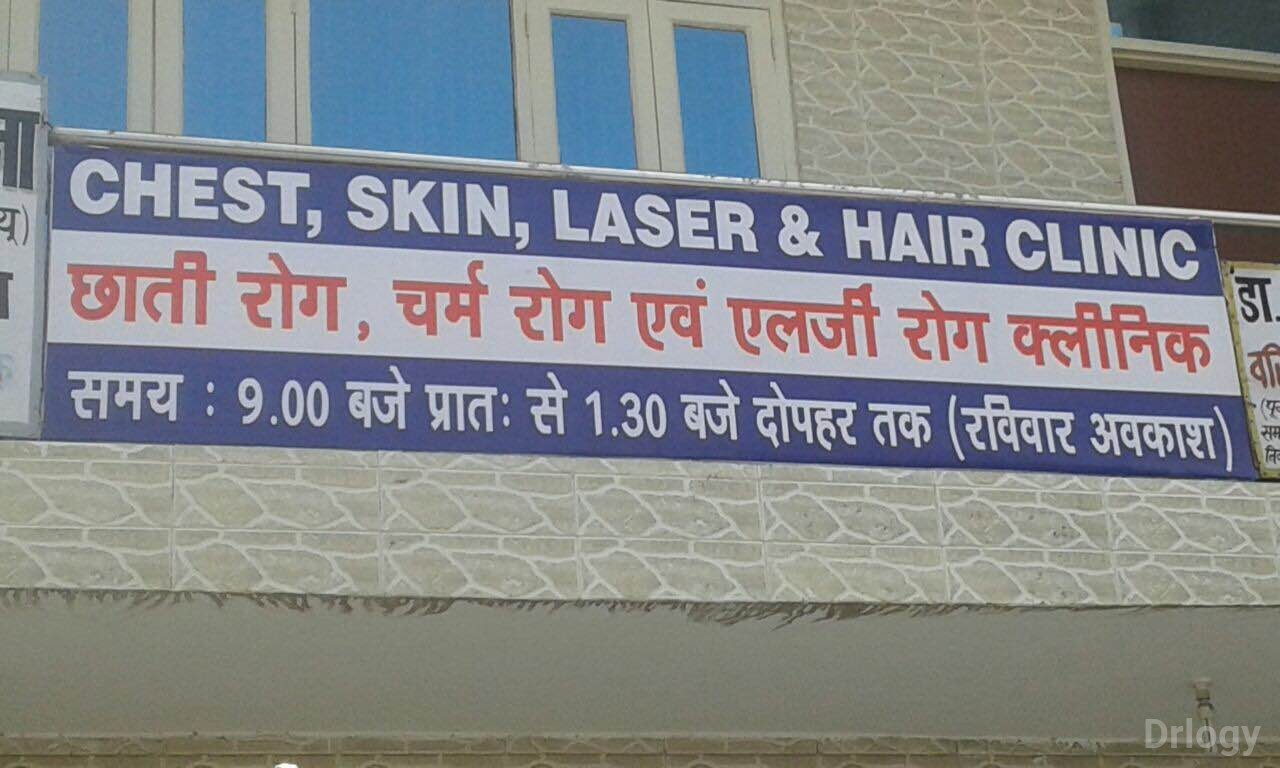 CHEST, SKIN, LASER & HAIR CLINIC
छाती रोग, चर्म रोग एवं एलर्जी रोग क्लीनिक
समय : 9.00 बजे प्रातः से 1.30 बजे दोपहर तक (रविवार अवकाश)
डा.
Drlogy